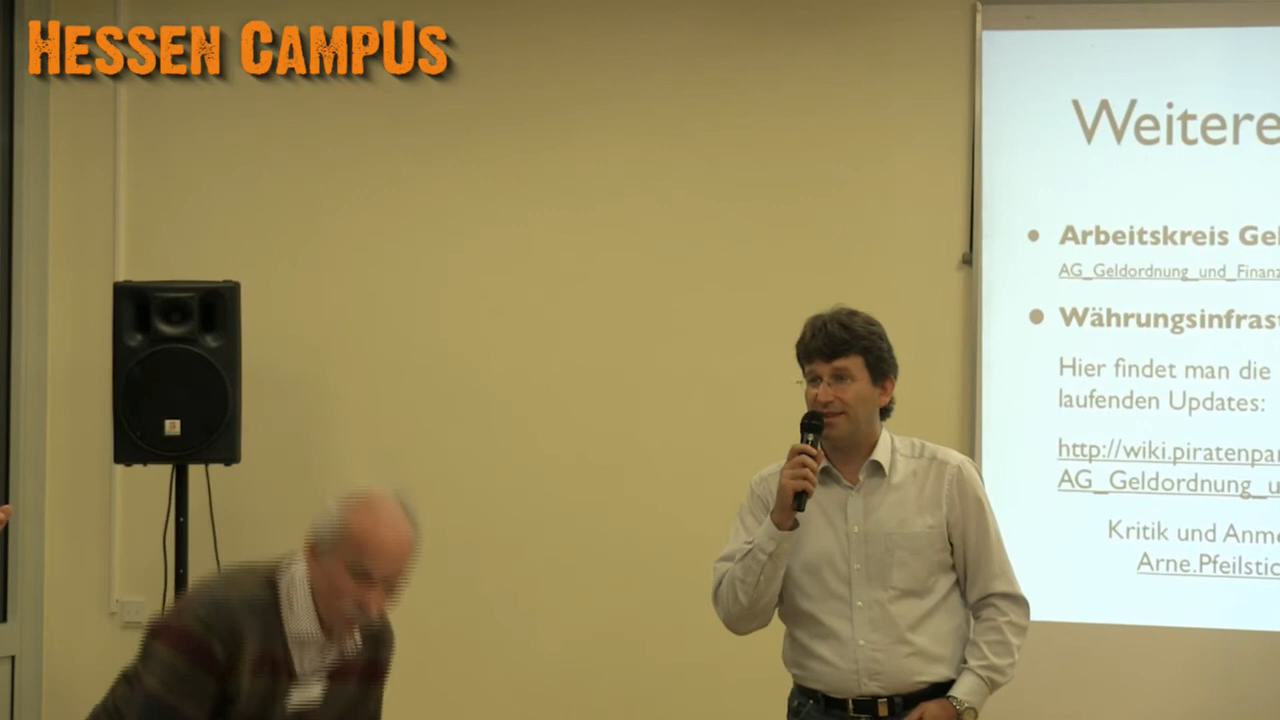 HESSEN CAMPUS
Weitere
Arbeitskreis Gel
AG_Geldordnung_und_Finanz
Währungsinfrast
Hier findet man die
laufenden Updates:
http://wiki.piratenpar
AG_Geldordnung_u
Kritik und Anme
Arne.Pfeilstic